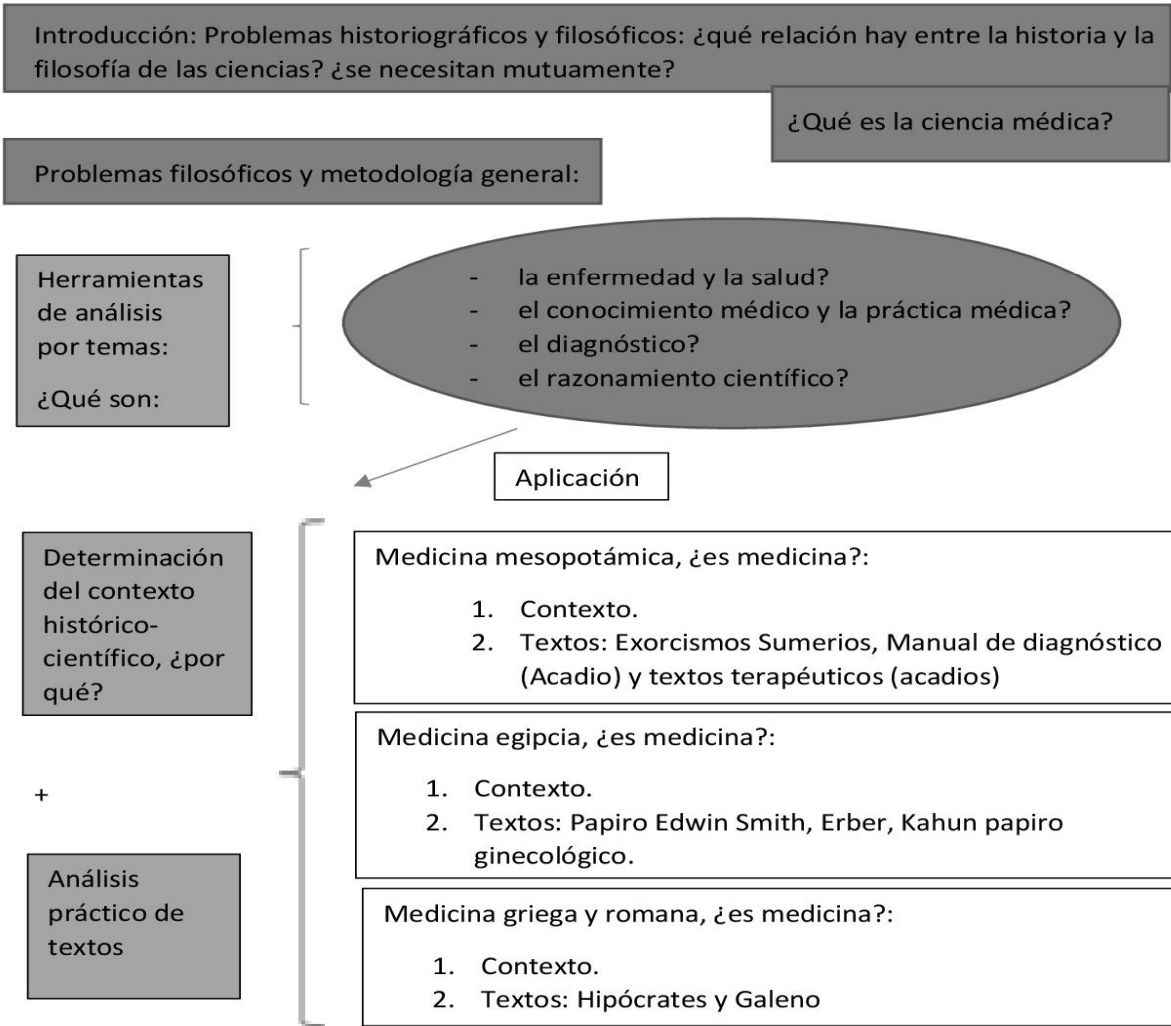 Introducción: Problemas historiográficos y filosóficos: ¿qué relación hay entre la historia y la
filosofía de las ciencias? ¿se necesitan mutuamente?
¿Qué es la ciencia médica?
Problemas filosóficos y metodología general:
Herramientas
de análisis
por temas:
¿Qué son:
- la enfermedad y la salud?
- el conocimiento médico y la práctica médica?
- el diagnóstico?
- el razonamiento científico?
Aplicación
Determinación
del contexto
histórico-
científico, ¿por
qué?
+
Análisis
práctico de
textos
Medicina mesopotámica, ¿es medicina?:
1. Contexto.
2. Textos: Exorcismos Sumerios, Manual de diagnóstico
(Acadio) y textos terapéuticos (acadios)
Medicina egipcia, ¿es medicina?:
1. Contexto.
2. Textos: Papiro Edwin Smith, Erber, Kahun papiro
ginecológico.
Medicina griega y romana, ¿es medicina?:
1. Contexto.
2. Textos: Hipócrates y Galeno